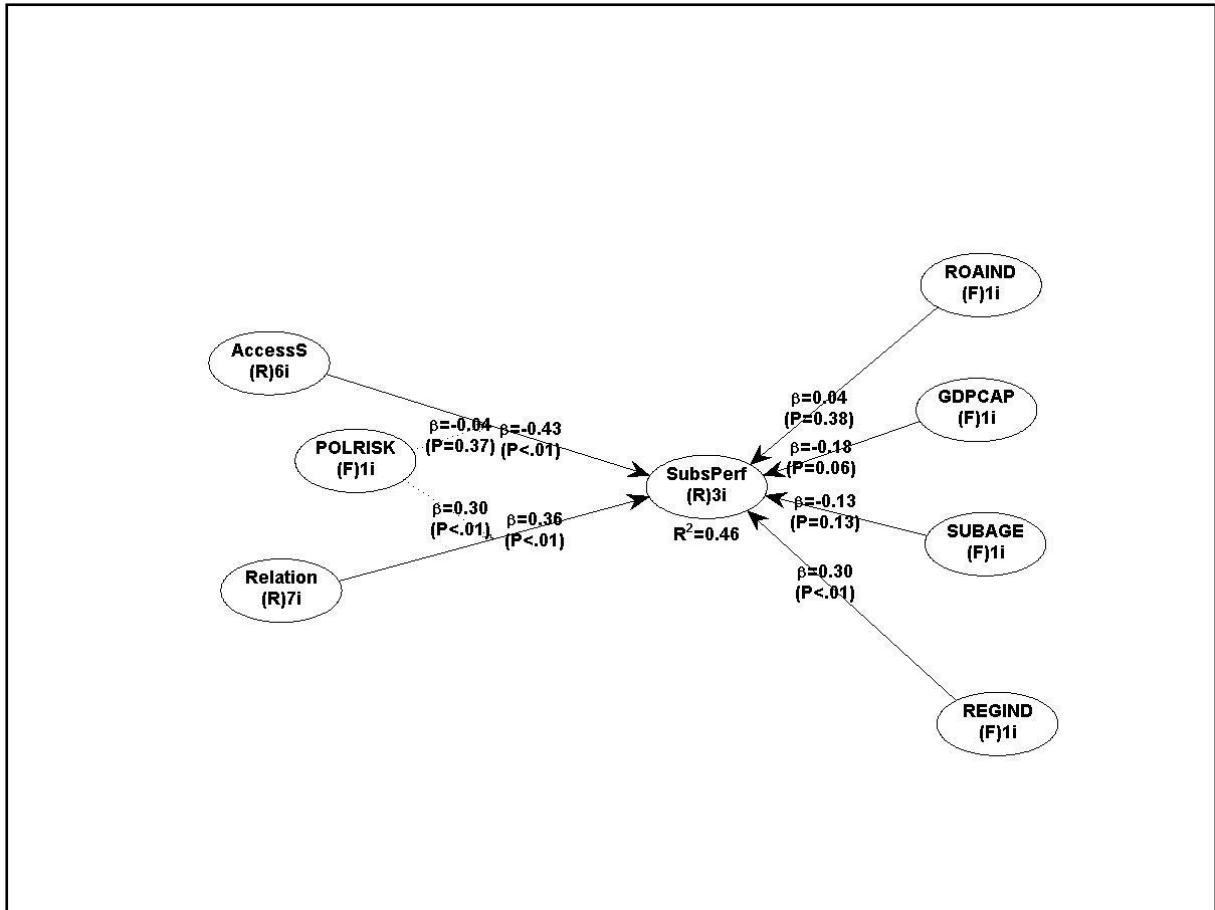 ROAIND
(F)1i
AccessS
(R)6i
GDPCAP
(F)1i
β=0.04
(P=0.38)
β=-0.04
(P=0.37)
β=-0.43
(P<.01)
POLRISK
(F)1i
β=-0.18
(P=0.06)
SubsPerf
(R)3i
R²=0.46
β=0.30
(P<.01)
β=0.36
(P<.01)
β=-0.13
(P=0.13)
SUBAGE
(F)1i
Relation
(R)7i
β=0.30
(P<.01)
REGIND
(F)1i